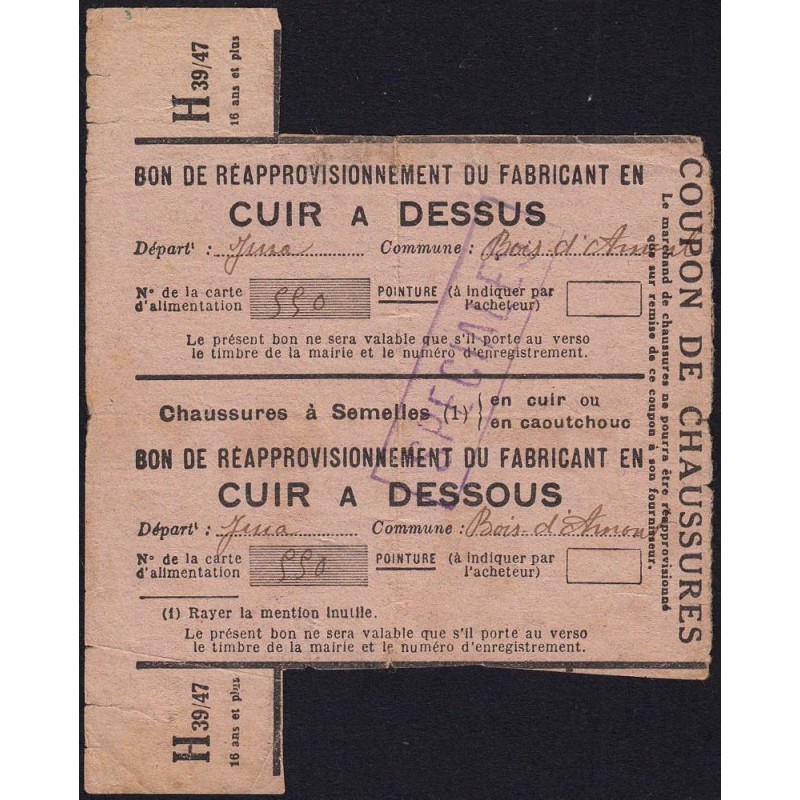 H 39/47
16 ans et plus
BON DE RÉAPPROVISIONNEMENT DU FABRICANT EN
CUIR A DESSUS
Départ^t : Jura Commune : Bois d'Amont
N° de la carte
d'alimentation 550 POINTURE (à indiquer par
l'acheteur)
Le présent bon ne sera valable que s'il porte au verso
le timbre de la mairie et le numéro d'enregistrement.
Chaussures à Semelles (1) { en cuir ou
en caoutchouc
BON DE RÉAPPROVISIONNEMENT DU FABRICANT EN
CUIR A DESSOUS
Départ^t : Jura Commune : Bois-d'Amon
N° de la carte
d'alimentation 550 POINTURE (à indiquer par
l'acheteur)
(1) Rayer la mention inutile.
Le présent bon ne sera valable que s'il porte au verso
le timbre de la mairie et le numéro d'enregistrement.
H 39/47
16 ans et plus
COUPON DE CHAUSSURES
Le marchand de chaussures ne pourra être réapprovisionné
que sur remise de ce coupon à son fournisseur.
SPECIMEN